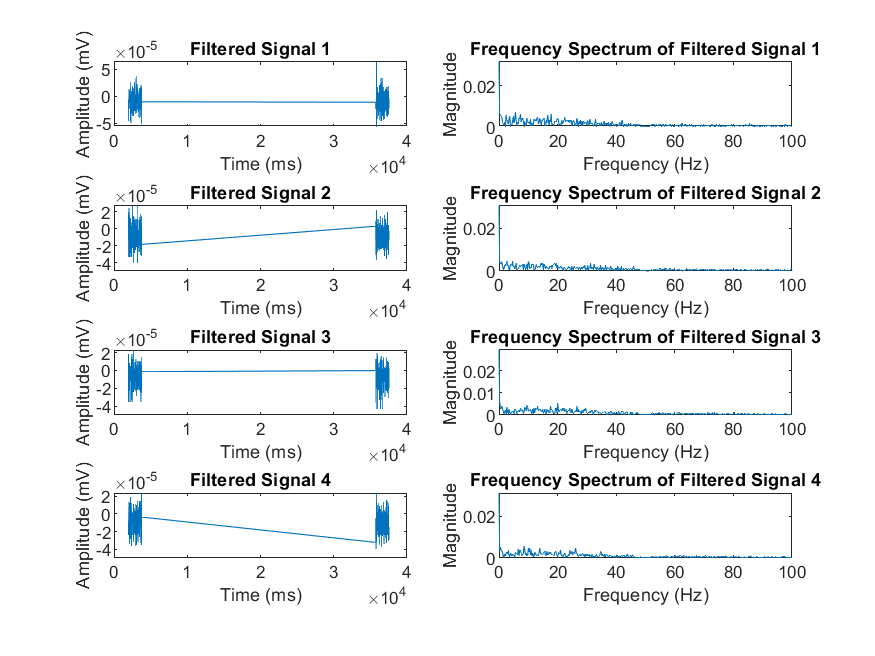 Filtered Signal 1
×10⁻⁵
Amplitude (mV)
5
0
-5
0 1 2 3 4
Time (ms)
×10⁴
Frequency Spectrum of Filtered Signal 1
Magnitude
0.02
0
0 20 40 60 80 100
Frequency (Hz)
Filtered Signal 2
×10⁻⁵
Amplitude (mV)
2
0
-2
-4
0 1 2 3 4
Time (ms)
×10⁴
Frequency Spectrum of Filtered Signal 2
Magnitude
0.02
0
0 20 40 60 80 100
Frequency (Hz)
Filtered Signal 3
×10⁻⁵
Amplitude (mV)
2
0
-2
-4
0 1 2 3 4
Time (ms)
×10⁴
Frequency Spectrum of Filtered Signal 3
Magnitude
0.02
0.01
0
0 20 40 60 80 100
Frequency (Hz)
Filtered Signal 4
×10⁻⁵
Amplitude (mV)
2
0
-2
-4
0 1 2 3 4
Time (ms)
×10⁴
Frequency Spectrum of Filtered Signal 4
Magnitude
0.02
0
0 20 40 60 80 100
Frequency (Hz)